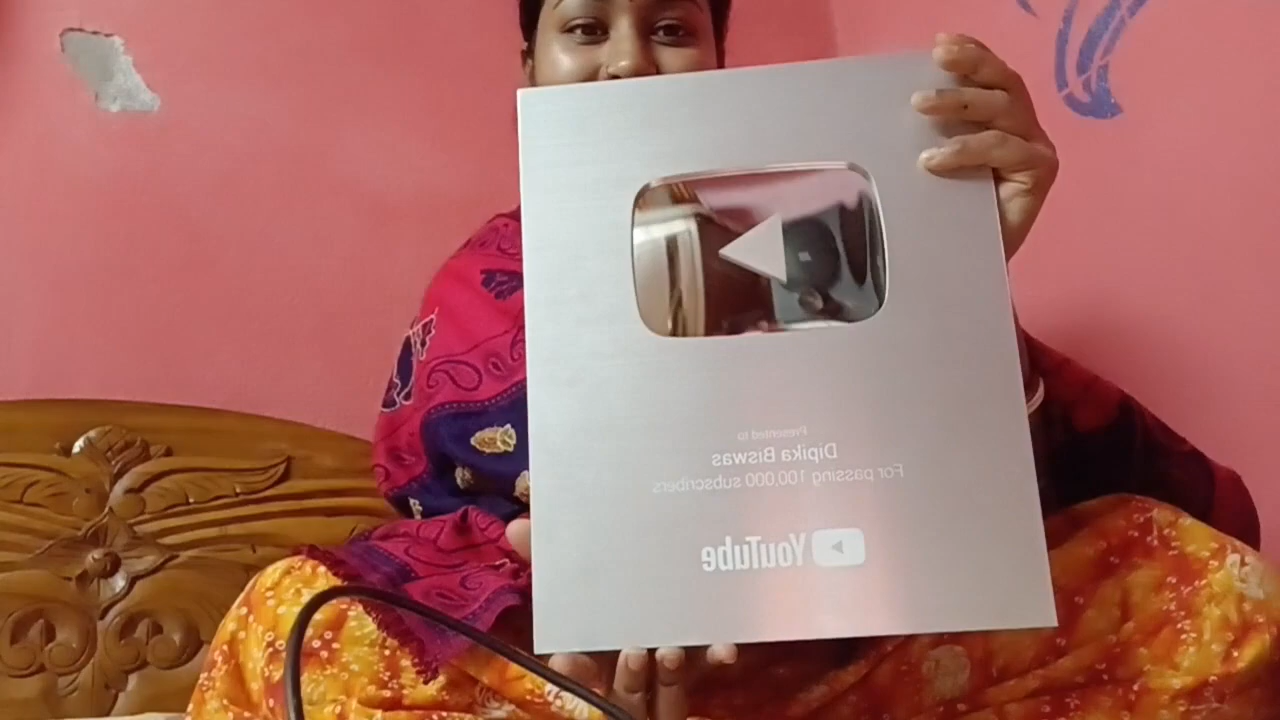 Presented to
Dipika Biswas
For passing 100,000 subscribers
YouTube